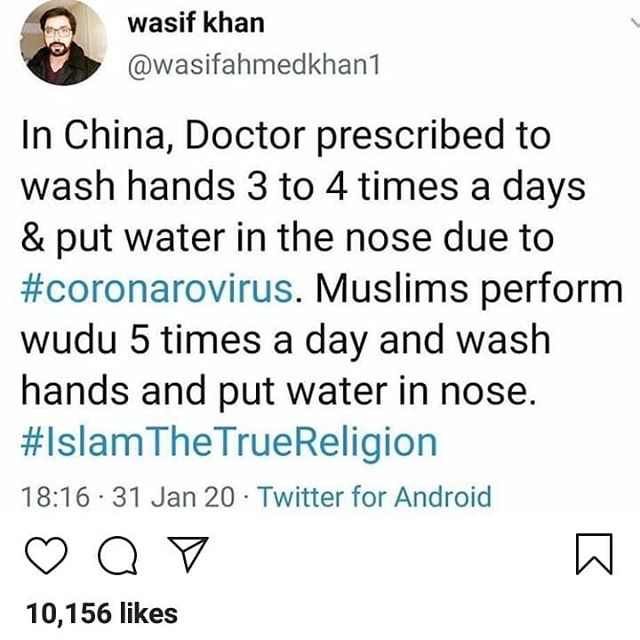 wasif khan
@wasifahmedkhan1
In China, Doctor prescribed to
wash hands 3 to 4 times a days
& put water in the nose due to
#coronarovirus. Muslims perform
wudu 5 times a day and wash
hands and put water in nose.
#IslamTheTrueReligion
18:16 · 31 Jan 20 · Twitter for Android
10,156 likes